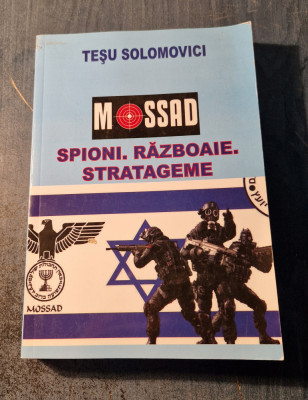 TEŞU SOLOMOVICI
MOSSAD
SPIONI. RĂZBOAIE.
STRATAGEME
MOSSAD